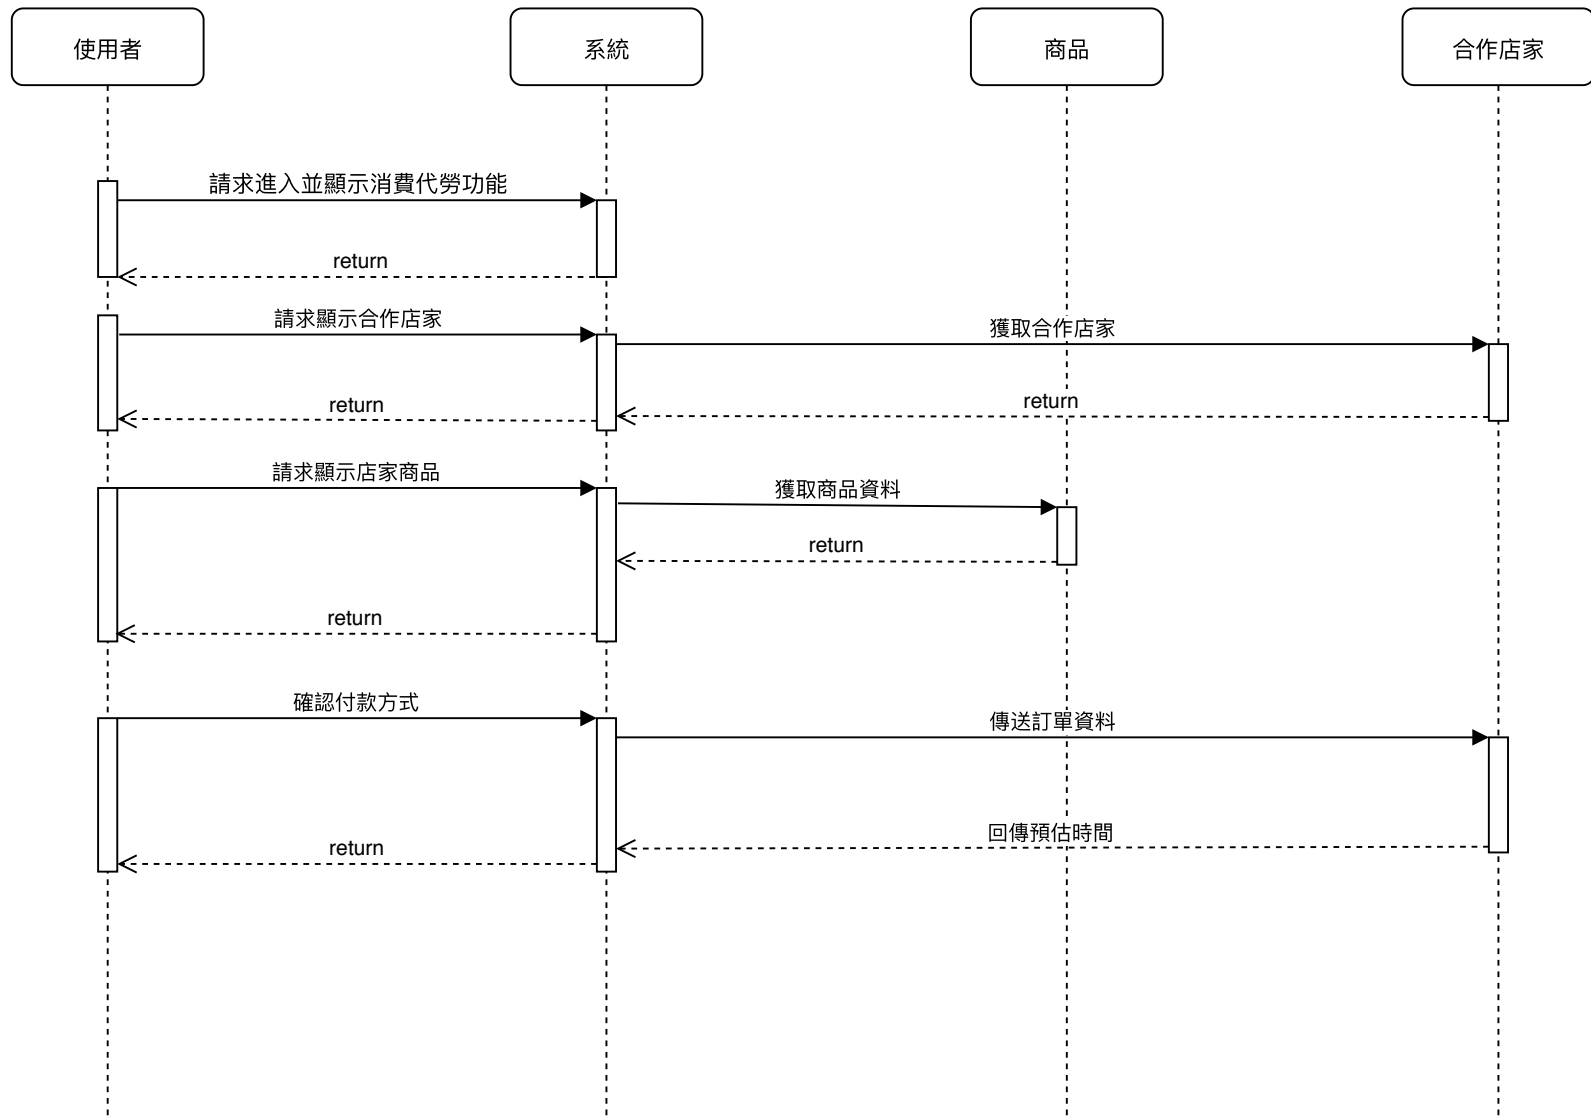 使用者
系統
商品
合作店家
請求進入並顯示消費代勞功能
return
請求顯示合作店家
獲取合作店家
return
return
請求顯示店家商品
獲取商品資料
return
return
確認付款方式
傳送訂單資料
回傳預估時間
return